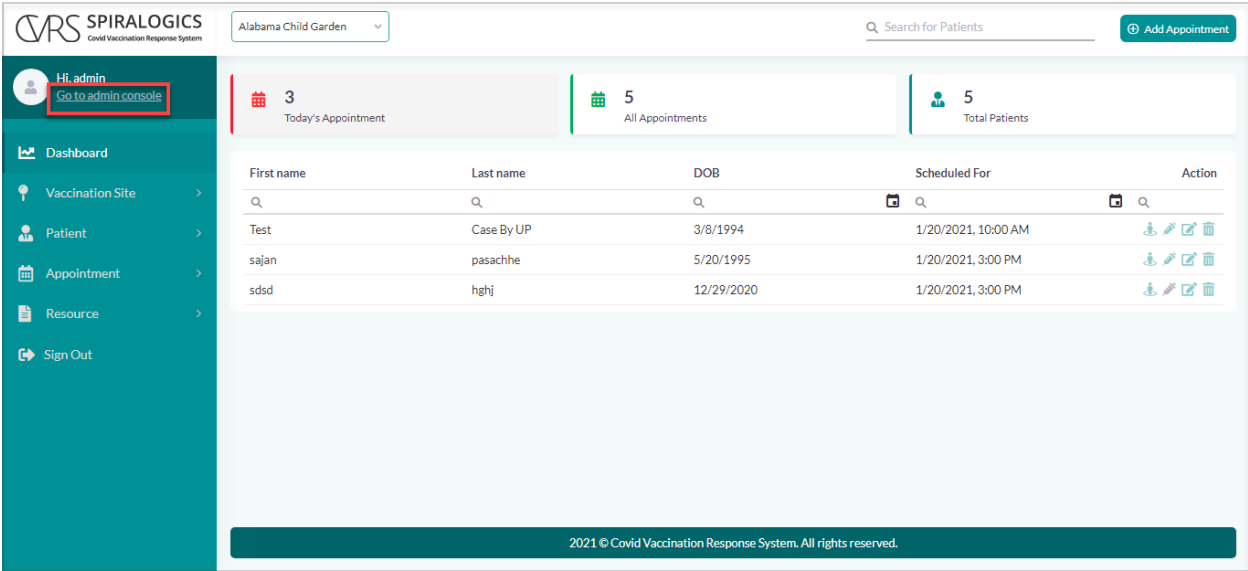 CVRS SPIRALOGICS
Covid Vaccination Response System
Alabama Child Garden
Search for Patients
Add Appointment
Hi, admin
Go to admin console
Dashboard
Vaccination Site
Patient
Appointment
Resource
Sign Out
3
Today's Appointment
5
All Appointments
5
Total Patients
First name Last name DOB Scheduled For Action
Test Case By UP 3/8/1994 1/20/2021, 10:00 AM
sajan pasachhe 5/20/1995 1/20/2021, 3:00 PM
sdsd hghj 12/29/2020 1/20/2021, 3:00 PM
2021 © Covid Vaccination Response System. All rights reserved.